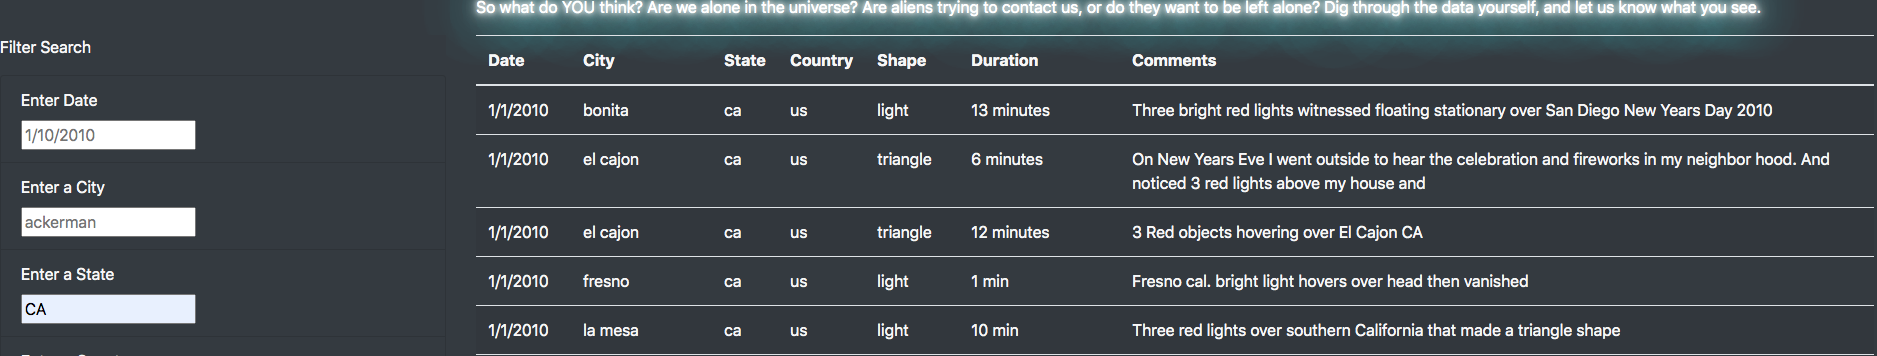 So what do YOU think? Are we alone in the universe? Are aliens trying to contact us, or do they want to be left alone? Dig through the data yourself, and let us know what you see.
Filter Search
Enter Date
1/10/2010
Enter a City
ackerman
Enter a State
CA
Date City State Country Shape Duration Comments
1/1/2010 bonita ca us light 13 minutes Three bright red lights witnessed floating stationary over San Diego New Years Day 2010
1/1/2010 el cajon ca us triangle 6 minutes On New Years Eve I went outside to hear the celebration and fireworks in my neighbor hood. And
noticed 3 red lights above my house and
1/1/2010 el cajon ca us triangle 12 minutes 3 Red objects hovering over El Cajon CA
1/1/2010 fresno ca us light 1 min Fresno cal. bright light hovers over head then vanished
1/1/2010 la mesa ca us light 10 min Three red lights over southern California that made a triangle shape